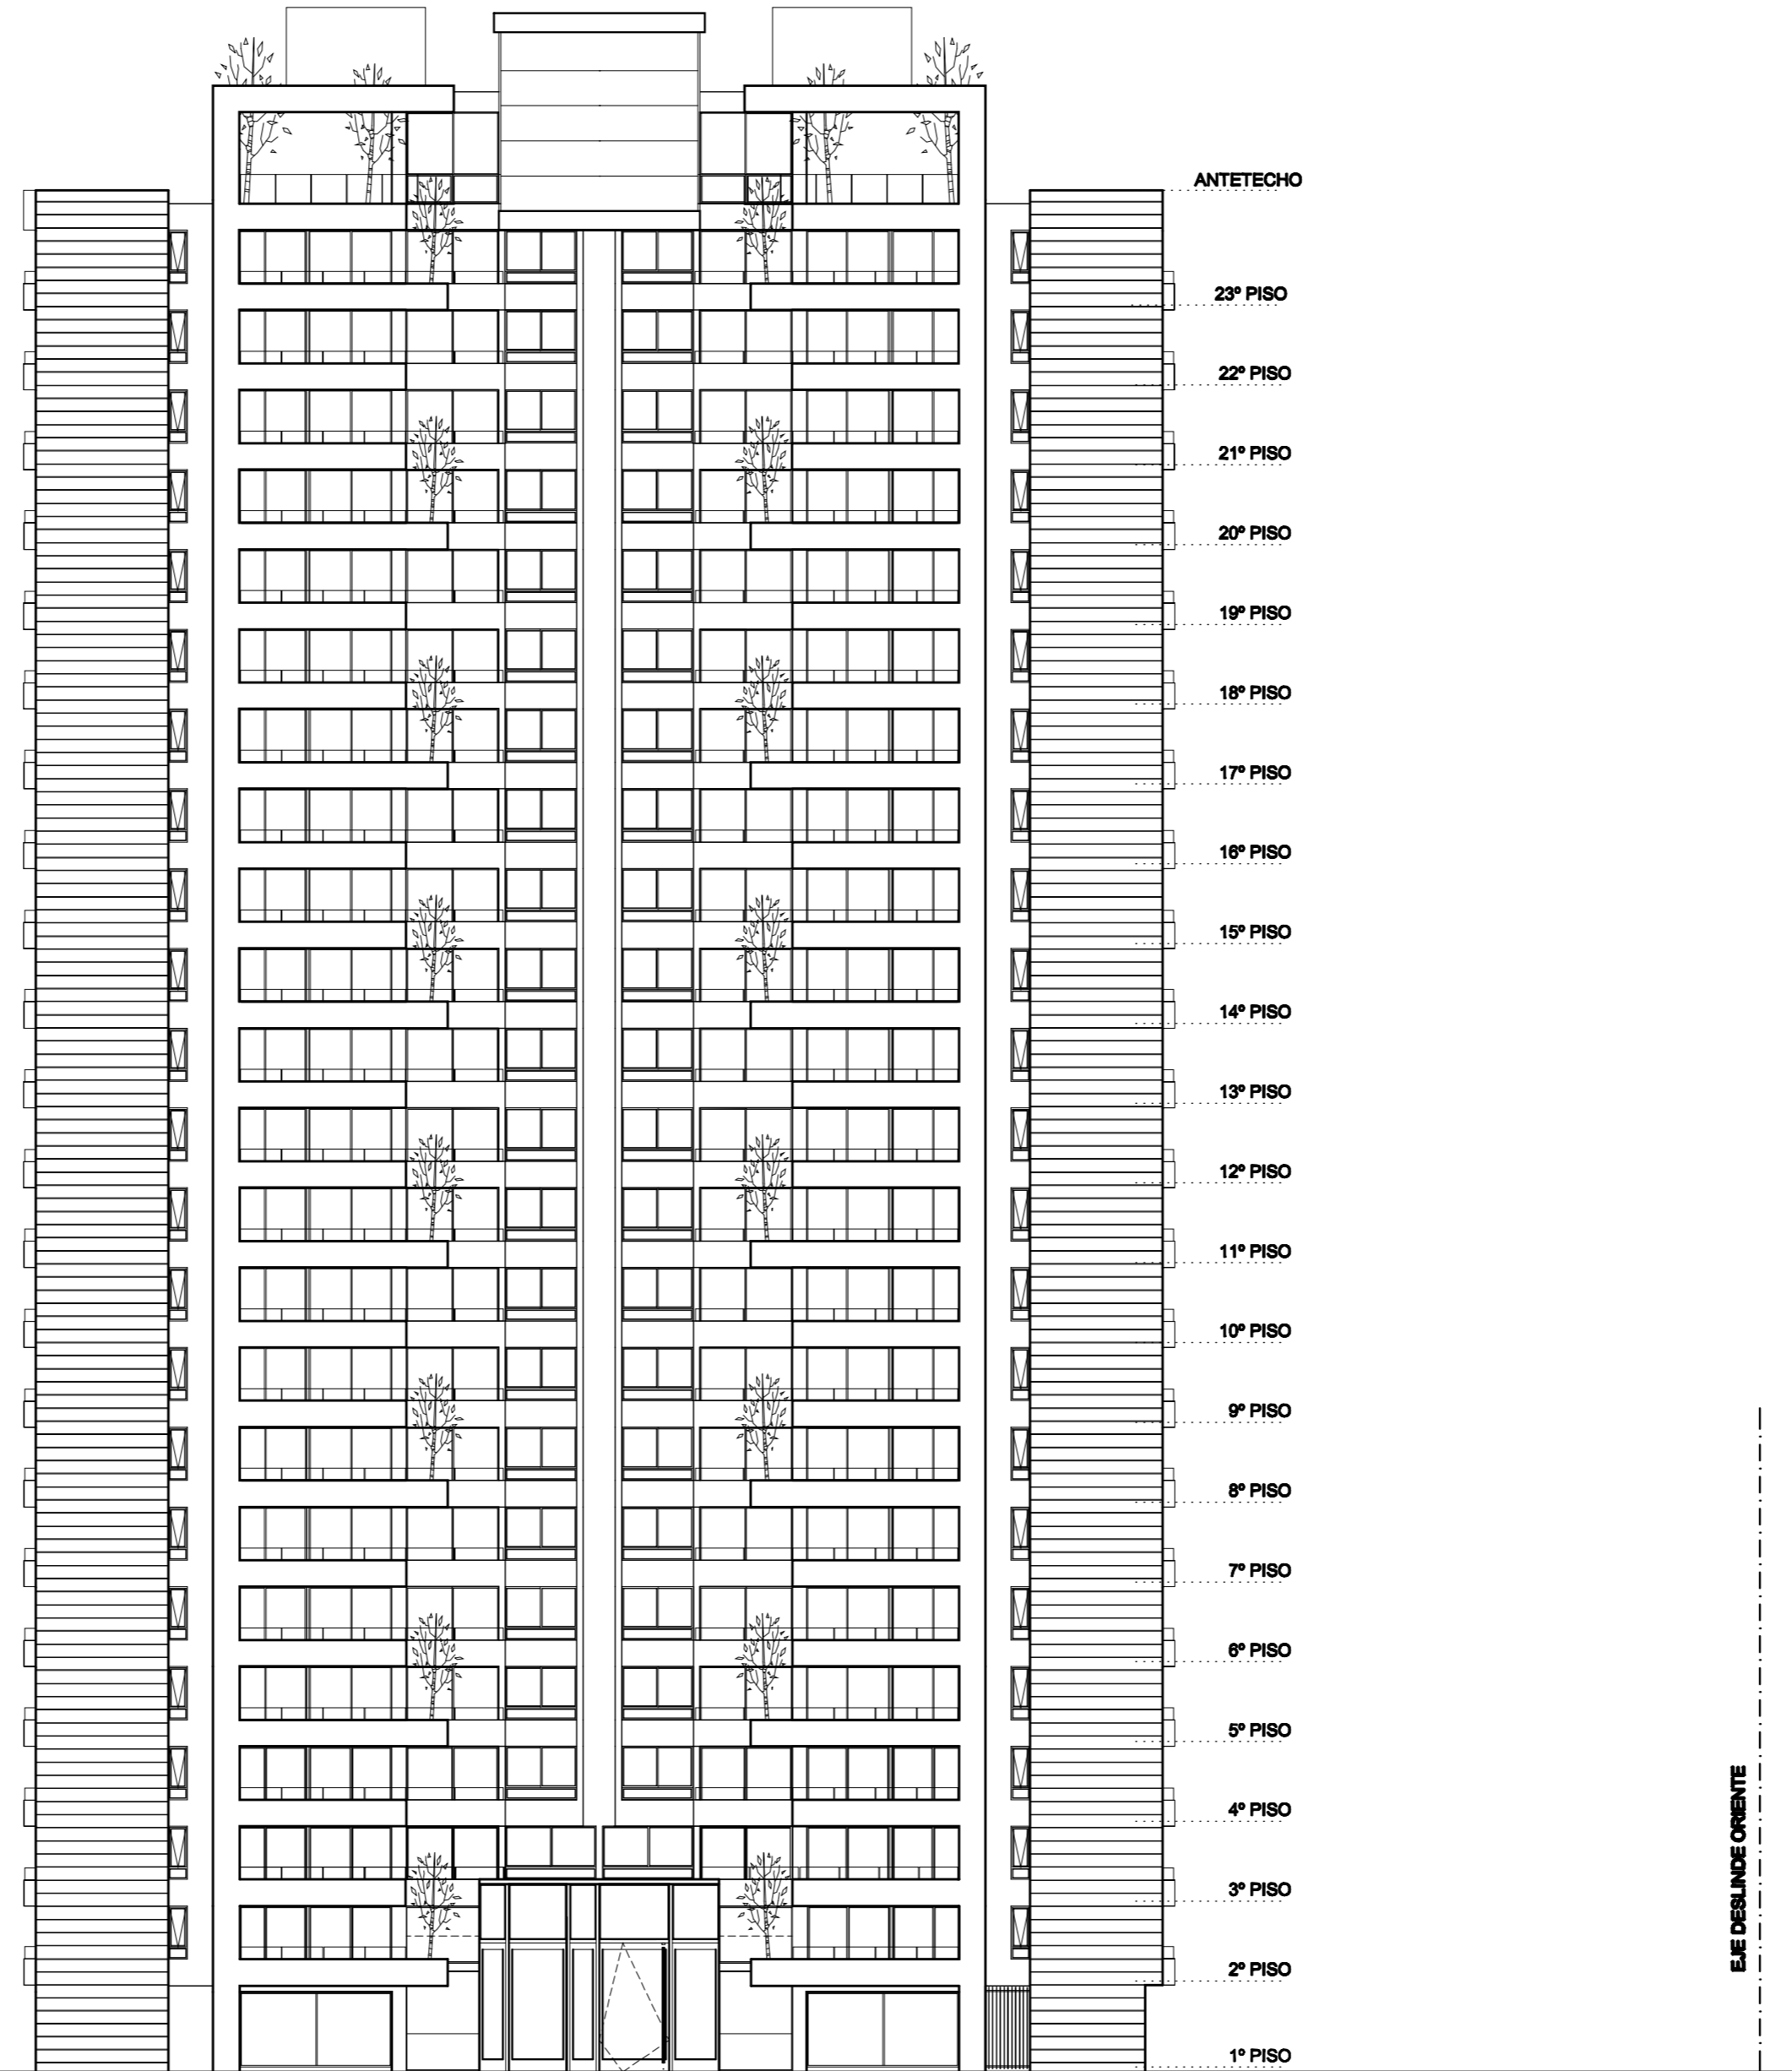 ANTETECHO
23º PISO
22º PISO
21º PISO
20º PISO
19º PISO
18º PISO
17º PISO
16º PISO
15º PISO
14º PISO
13º PISO
12º PISO
11º PISO
10º PISO
9º PISO
8º PISO
7º PISO
6º PISO
5º PISO
4º PISO
3º PISO
2º PISO
1º PISO
EJE DESLINDE ORIENTE